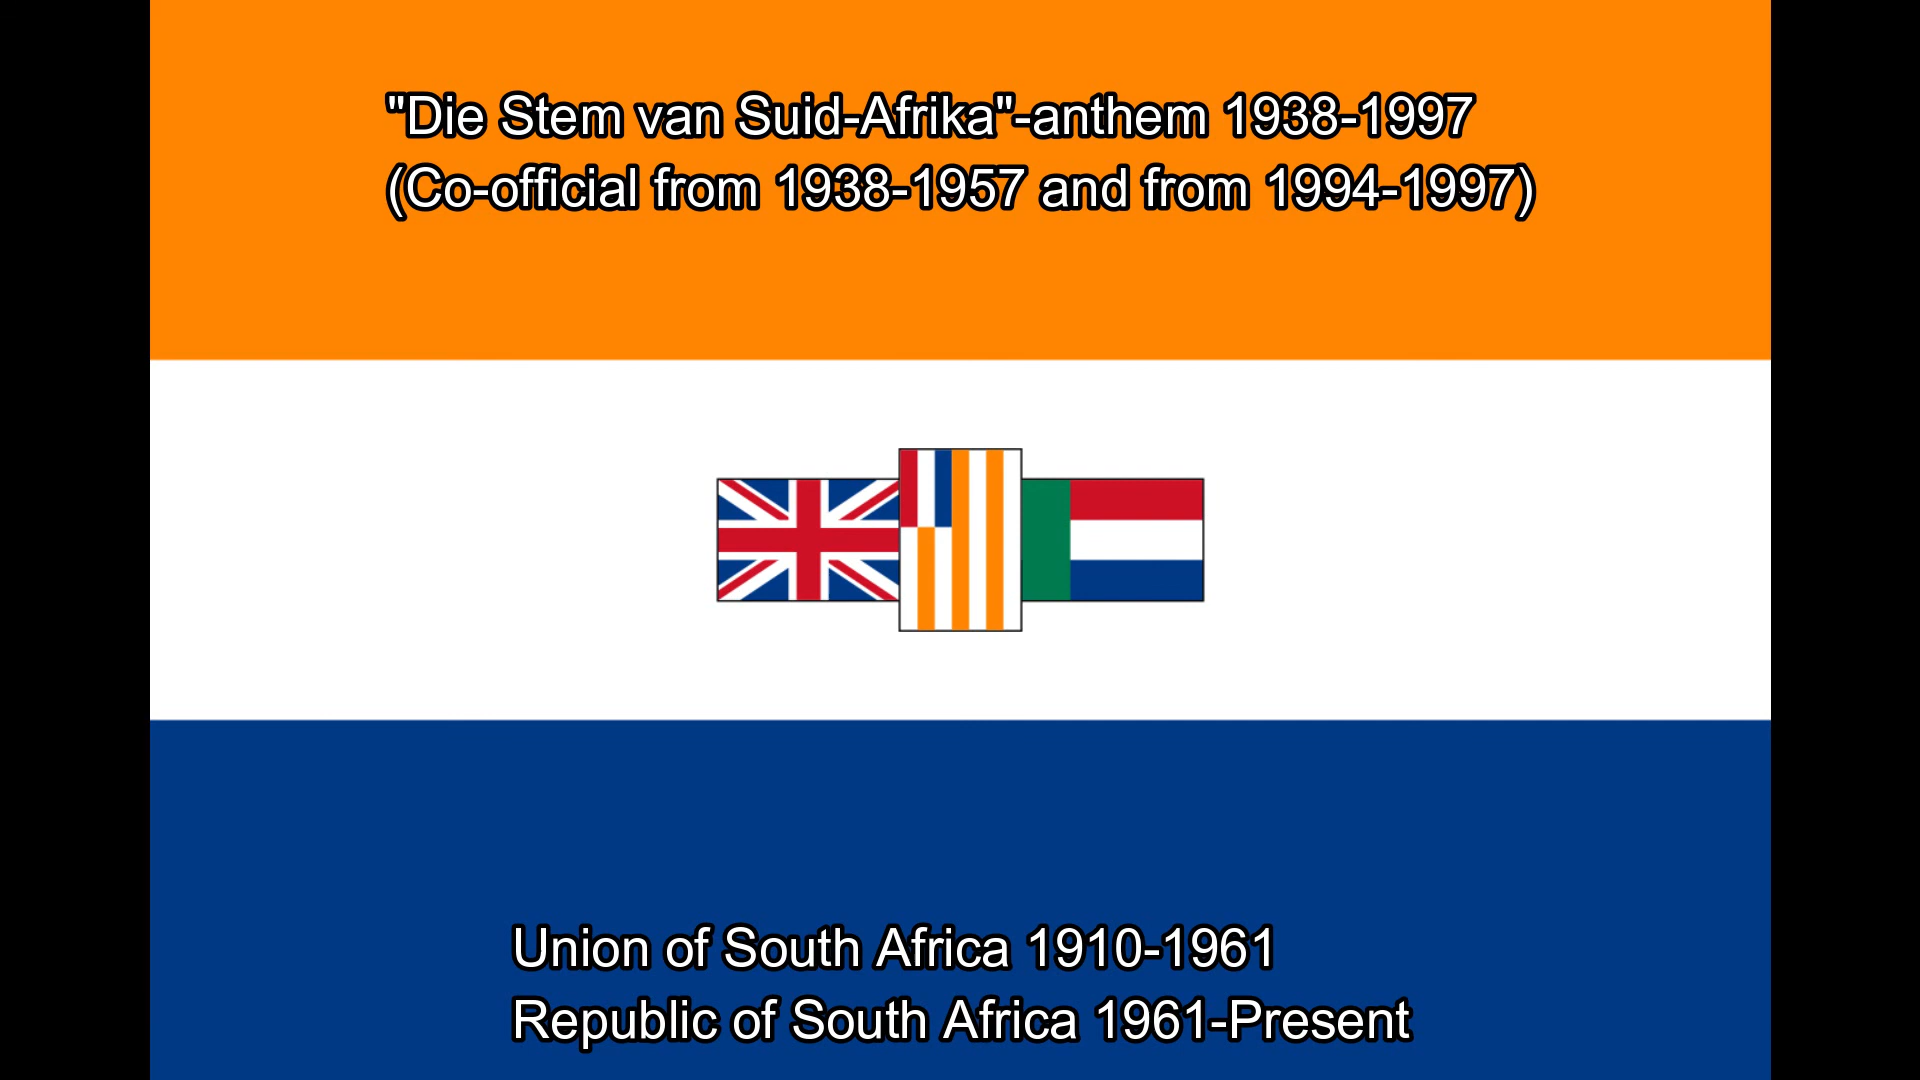 "Die Stem van Suid-Afrika"-anthem 1938-1997
(Co-official from 1938-1957 and from 1994-1997)
Union of South Africa 1910-1961
Republic of South Africa 1961-Present